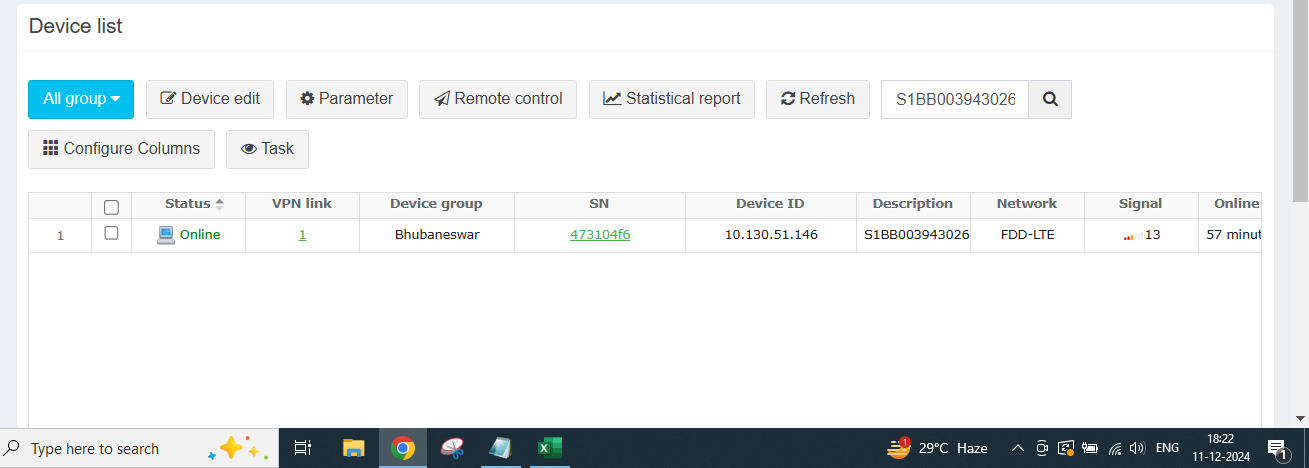 Device list
All group
Device edit
Parameter
Remote control
Statistical report
Refresh
S1BB003943026
Configure Columns
Task
Status VPN link Device group SN Device ID Description Network Signal Online
1 Online 1 Bhubaneswar 473104f6 10.130.51.146 S1BB003943026 FDD-LTE 13 57 minut
Type here to search
1
29°C Haze
ENG
18:22
11-12-2024
1